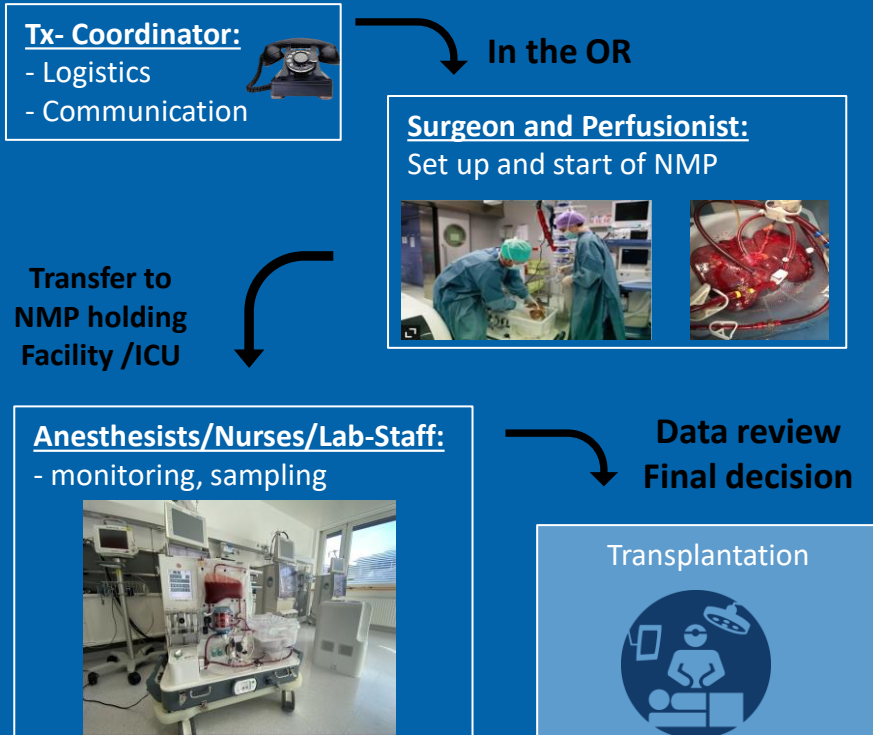 Tx- Coordinator:
- Logistics
- Communication
In the OR
Surgeon and Perfusionist:
Set up and start of NMP
Transfer to
NMP holding
Facility /ICU
Anesthesists/Nurses/Lab-Staff:
- monitoring, sampling
Data review
Final decision
Transplantation